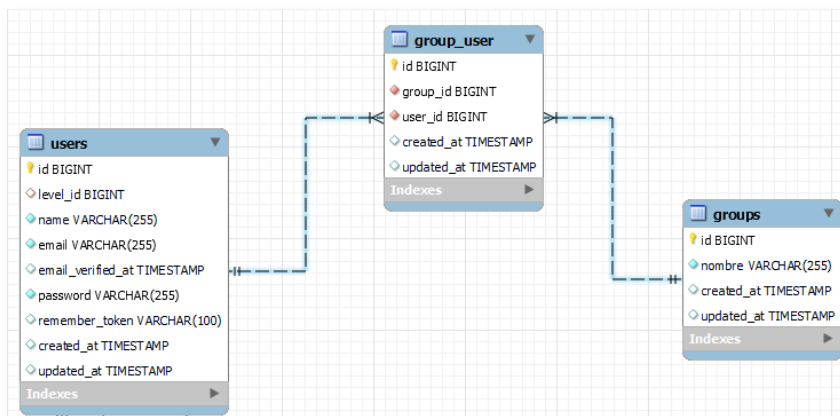 group_user
id BIGINT
group_id BIGINT
user_id BIGINT
created_at TIMESTAMP
updated_at TIMESTAMP
Indexes
users
id BIGINT
level_id BIGINT
name VARCHAR(255)
email VARCHAR(255)
email_verified_at TIMESTAMP
password VARCHAR(255)
remember_token VARCHAR(100)
created_at TIMESTAMP
updated_at TIMESTAMP
Indexes
groups
id BIGINT
nombre VARCHAR(255)
created_at TIMESTAMP
updated_at TIMESTAMP
Indexes